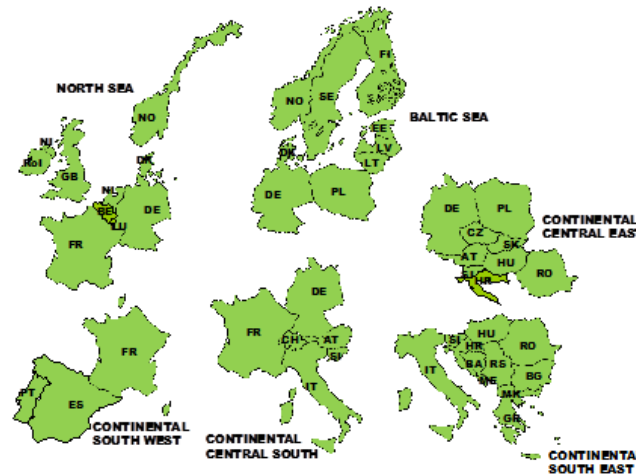 NORTH SEA
NO
NI
RoI
GB
DK
NL
BE
DE
LU
FR
FI
NO
SE
BALTIC SEA
EE
LV
DK
LT
DE
PL
DE
PL
CONTINENTAL
CENTRAL EAST
CZ
SK
AT
HU
SI
HR
RO
FR
PT
ES
CONTINENTAL
SOUTH WEST
DE
FR
CH
AT
SI
IT
CONTINENTAL
CENTRAL SOUTH
HU
SI
HR
RO
IT
BA
RS
ME
BG
MK
GR
CONTINENTAL
SOUTH EAST